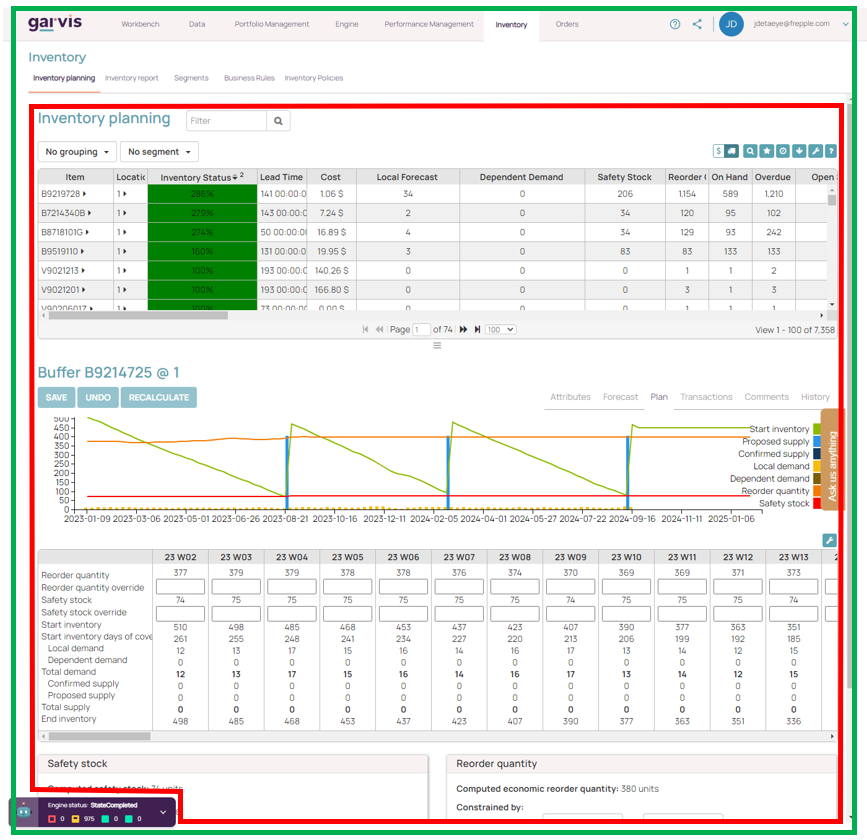 garvis Workbench Data Portfolio Management Engine Performance Management Inventory Orders JD jdetaeye@frepple.com
Inventory
Inventory planning Inventory report Segments Business Rules Inventory Policies
Inventory planning Filter
No grouping No segment $ ?
Item Locatic Inventory Status 2 Lead Time Cost Local Forecast Dependent Demand Safety Stock Reorder On Hand Overdue Open
B9219728 1 286% 141 00:00:0 1.06 $ 34 0 206 1,154 589 1,210
B7214340B 1 279% 143 00:00:0 7.24 $ 2 0 34 120 95 102
B8718101G 1 274% 50 00:00:0 16.89 $ 4 0 34 129 93 242
B9519110 1 160% 131 00:00:0 19.95 $ 3 0 83 83 133 133
V9021213 1 100% 193 00:00:0 140.26 $ 0 0 0 1 1 2
V9021201 1 100% 193 00:00:0 166.80 $ 0 0 0 3 1 3
V9020601Z 1 100% 73 00:00:0 0.00 $ 0 0 0 1 1 1
Page 1 of 74 100 View 1 - 100 of 7,358
Buffer B9214725 @ 1
SAVE UNDO RECALCULATE Attributes Forecast Plan Transactions Comments History
500
450
400
350
300
250
200
150
100
50
0
Start inventory
Proposed supply
Confirmed supply
Local demand
Dependent demand
Reorder quantity
Safety stock
Ask us anything
2023-01-09 2023-03-06 2023-05-01 2023-06-26 2023-08-21 2023-10-16 2023-12-11 2024-02-05 2024-04-01 2024-05-27 2024-07-22 2024-09-16 2024-11-11 2025-01-06
23 W02 23 W03 23 W04 23 W05 23 W06 23 W07 23 W08 23 W09 23 W10 23 W11 23 W12 23 W13 2
Reorder quantity 377 379 379 378 378 376 374 370 369 369 371 373
Reorder quantity override
Safety stock 74 75 75 75 75 75 75 74 75 75 75 74
Safety stock override
Start inventory 510 498 485 468 453 437 423 407 390 377 363 351
Start inventory days of cove 261 255 248 241 234 227 220 213 206 199 192 185
Local demand 12 13 17 15 16 14 16 17 13 14 12 15
Dependent demand 0 0 0 0 0 0 0 0 0 0 0 0
Total demand 12 13 17 15 16 14 16 17 13 14 12 15
Confirmed supply 0 0 0 0 0 0 0 0 0 0 0 0
Proposed supply 0 0 0 0 0 0 0 0 0 0 0 0
Total supply 0 0 0 0 0 0 0 0 0 0 0 0
End inventory 498 485 468 453 437 423 407 390 377 363 351 336
Safety stock Reorder quantity
Computed safety stock: 74 units Computed economic reorder quantity: 380 units
Constrained by:
Engine status: StateCompleted
0 975 0 0